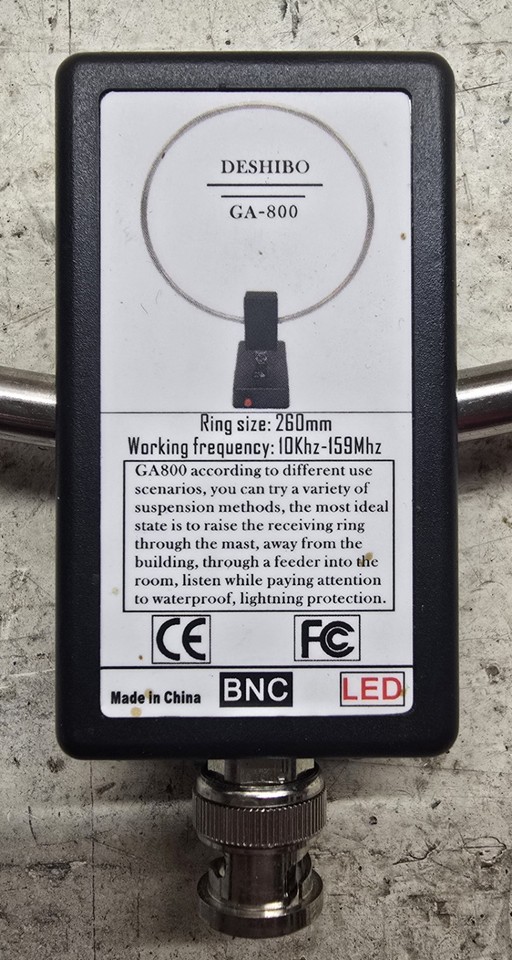 DESHIBO
GA-800
Ring size: 260mm
Working frequency: 10Khz-159Mhz
GA800 according to different use
scenarios, you can try a variety of
suspension methods, the most ideal
state is to raise the receiving ring
through the mast, away from the
building, through a feeder into the
room, listen while paying attention
to waterproof, lightning protection.
CE FC
Made in China BNC LED